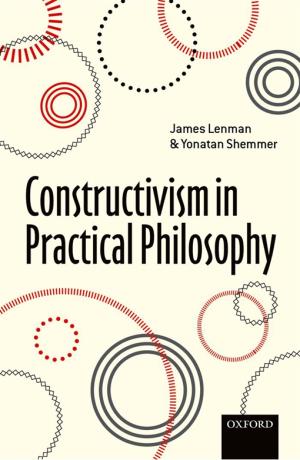 James Lenman
& Yonatan Shemmer
Constructivism in
Practical Philosophy
OXFORD